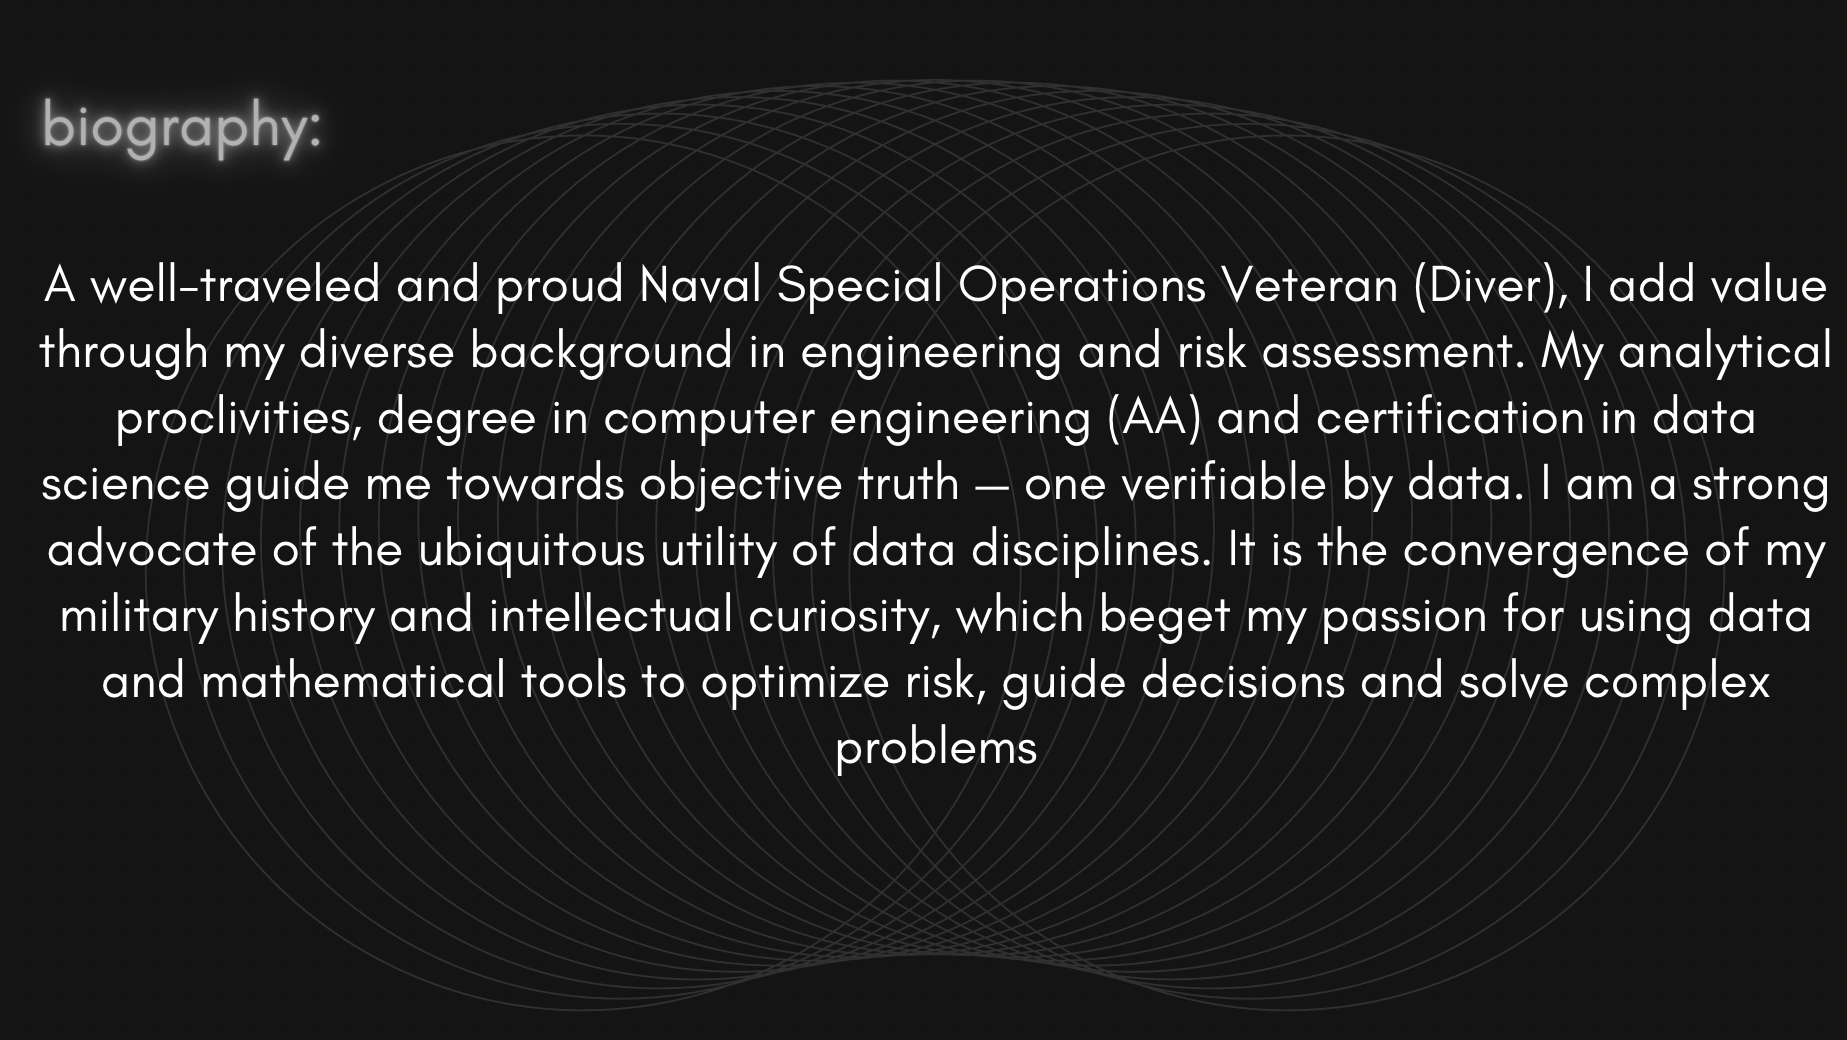 biography:
A well-traveled and proud Naval Special Operations Veteran (Diver), I add value
through my diverse background in engineering and risk assessment. My analytical
proclivities, degree in computer engineering (AA) and certification in data
science guide me towards objective truth — one verifiable by data. I am a strong
advocate of the ubiquitous utility of data disciplines. It is the convergence of my
military history and intellectual curiosity, which beget my passion for using data
and mathematical tools to optimize risk, guide decisions and solve complex
problems